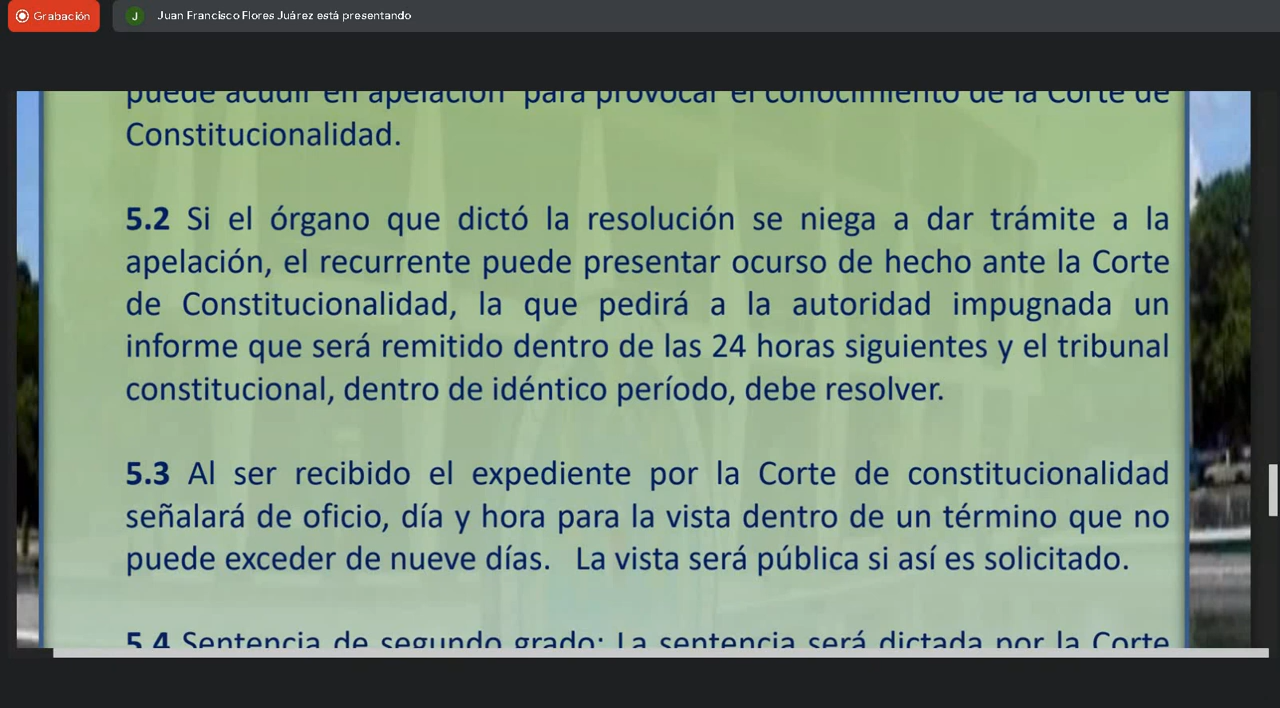 Grabación
J
Juan Francisco Flores Juárez está presentando
puede acudir en apelación para provocar el conocimiento de la Corte de
Constitucionalidad.
5.2 Si el órgano que dictó la resolución se niega a dar trámite a la
apelación, el recurrente puede presentar ocurso de hecho ante la Corte
de Constitucionalidad, la que pedirá a la autoridad impugnada un
informe que será remitido dentro de las 24 horas siguientes y el tribunal
constitucional, dentro de idéntico período, debe resolver.
5.3 Al ser recibido el expediente por la Corte de constitucionalidad
señalará de oficio, día y hora para la vista dentro de un término que no
puede exceder de nueve días. La vista será pública si así es solicitado.
5.4 Sentencia de segundo grado: La sentencia será dictada por la Corte